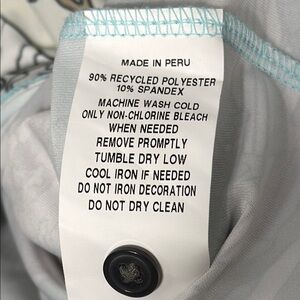 MADE IN PERU
90% RECYCLED POLYESTER
10% SPANDEX
MACHINE WASH COLD
ONLY NON-CHLORINE BLEACH
WHEN NEEDED
REMOVE PROMPTLY
TUMBLE DRY LOW
COOL IRON IF NEEDED
DO NOT IRON DECORATION
DO NOT DRY CLEAN